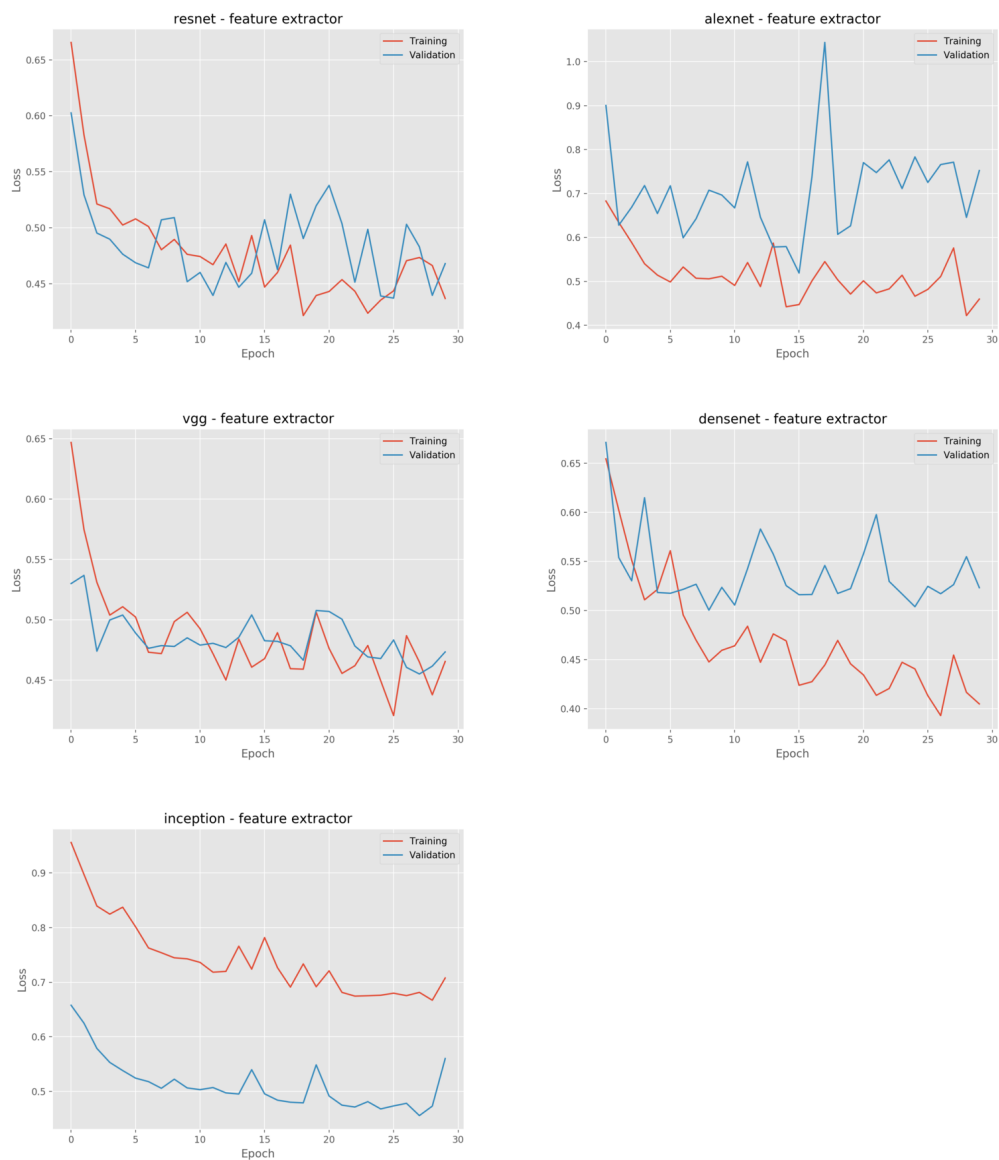 resnet - feature extractor
Training
Validation
0.65
0.60
0.55
0.50
0.45
Loss
0 5 10 15 20 25 30
Epoch
alexnet - feature extractor
Training
Validation
1.0
0.9
0.8
0.7
0.6
0.5
0.4
Loss
0 5 10 15 20 25 30
Epoch
vgg - feature extractor
Training
Validation
0.65
0.60
0.55
0.50
0.45
Loss
0 5 10 15 20 25 30
Epoch
densenet - feature extractor
Training
Validation
0.65
0.60
0.55
0.50
0.45
0.40
Loss
0 5 10 15 20 25 30
Epoch
inception - feature extractor
Training
Validation
0.9
0.8
0.7
0.6
0.5
Loss
0 5 10 15 20 25 30
Epoch